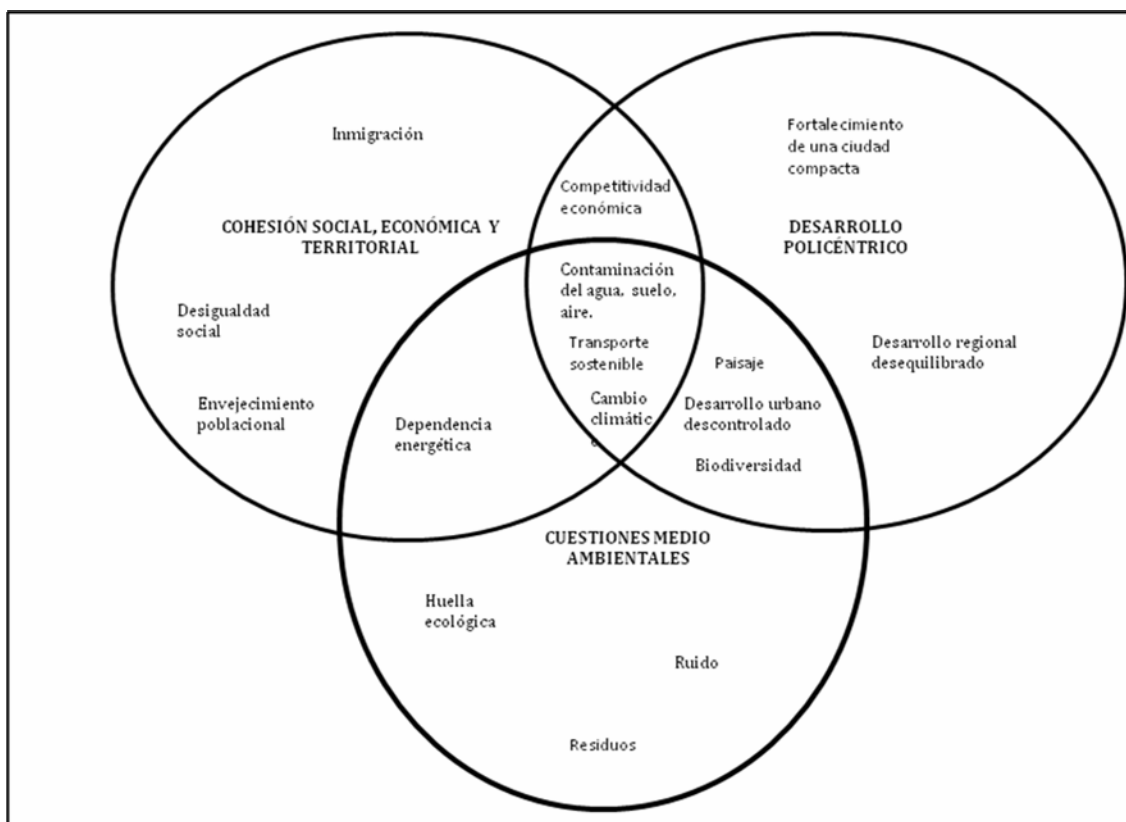 Inmigración
Fortalecimiento
de una ciudad
compacta
Competitividad
económica
COHESIÓN SOCIAL, ECONÓMICA Y
TERRITORIAL
DESARROLLO
POLICÉNTRICO
Contaminación
del agua, suelo,
aire.
Desigualdad
social
Transporte
sostenible
Paisaje
Desarrollo regional
desequilibrado
Envejecimiento
poblacional
Dependencia
energética
Cambio
climátic
o
Desarrollo urbano
descontrolado
Biodiversidad
CUESTIONES MEDIO
AMBIENTALES
Huella
ecológica
Ruido
Residuos